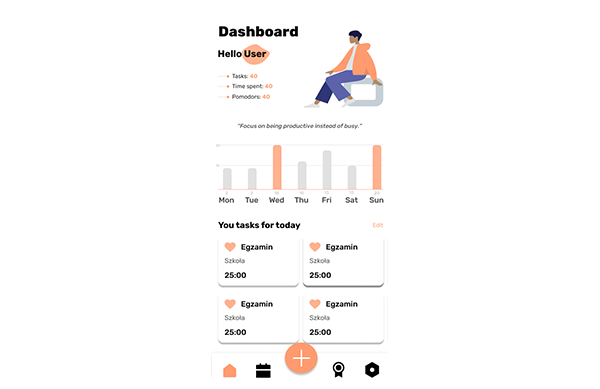 Dashboard
Hello User
Tasks: 40
Time spent: 40
Pomodors: 40
"Focus on being productive instead of busy."
Mon Tue Wed Thu Fri Sat Sun
You tasks for today Edit
Egzamin Egzamin
Szkoła Szkoła
25:00 25:00
Egzamin Egzamin
Szkoła Szkoła
25:00 25:00